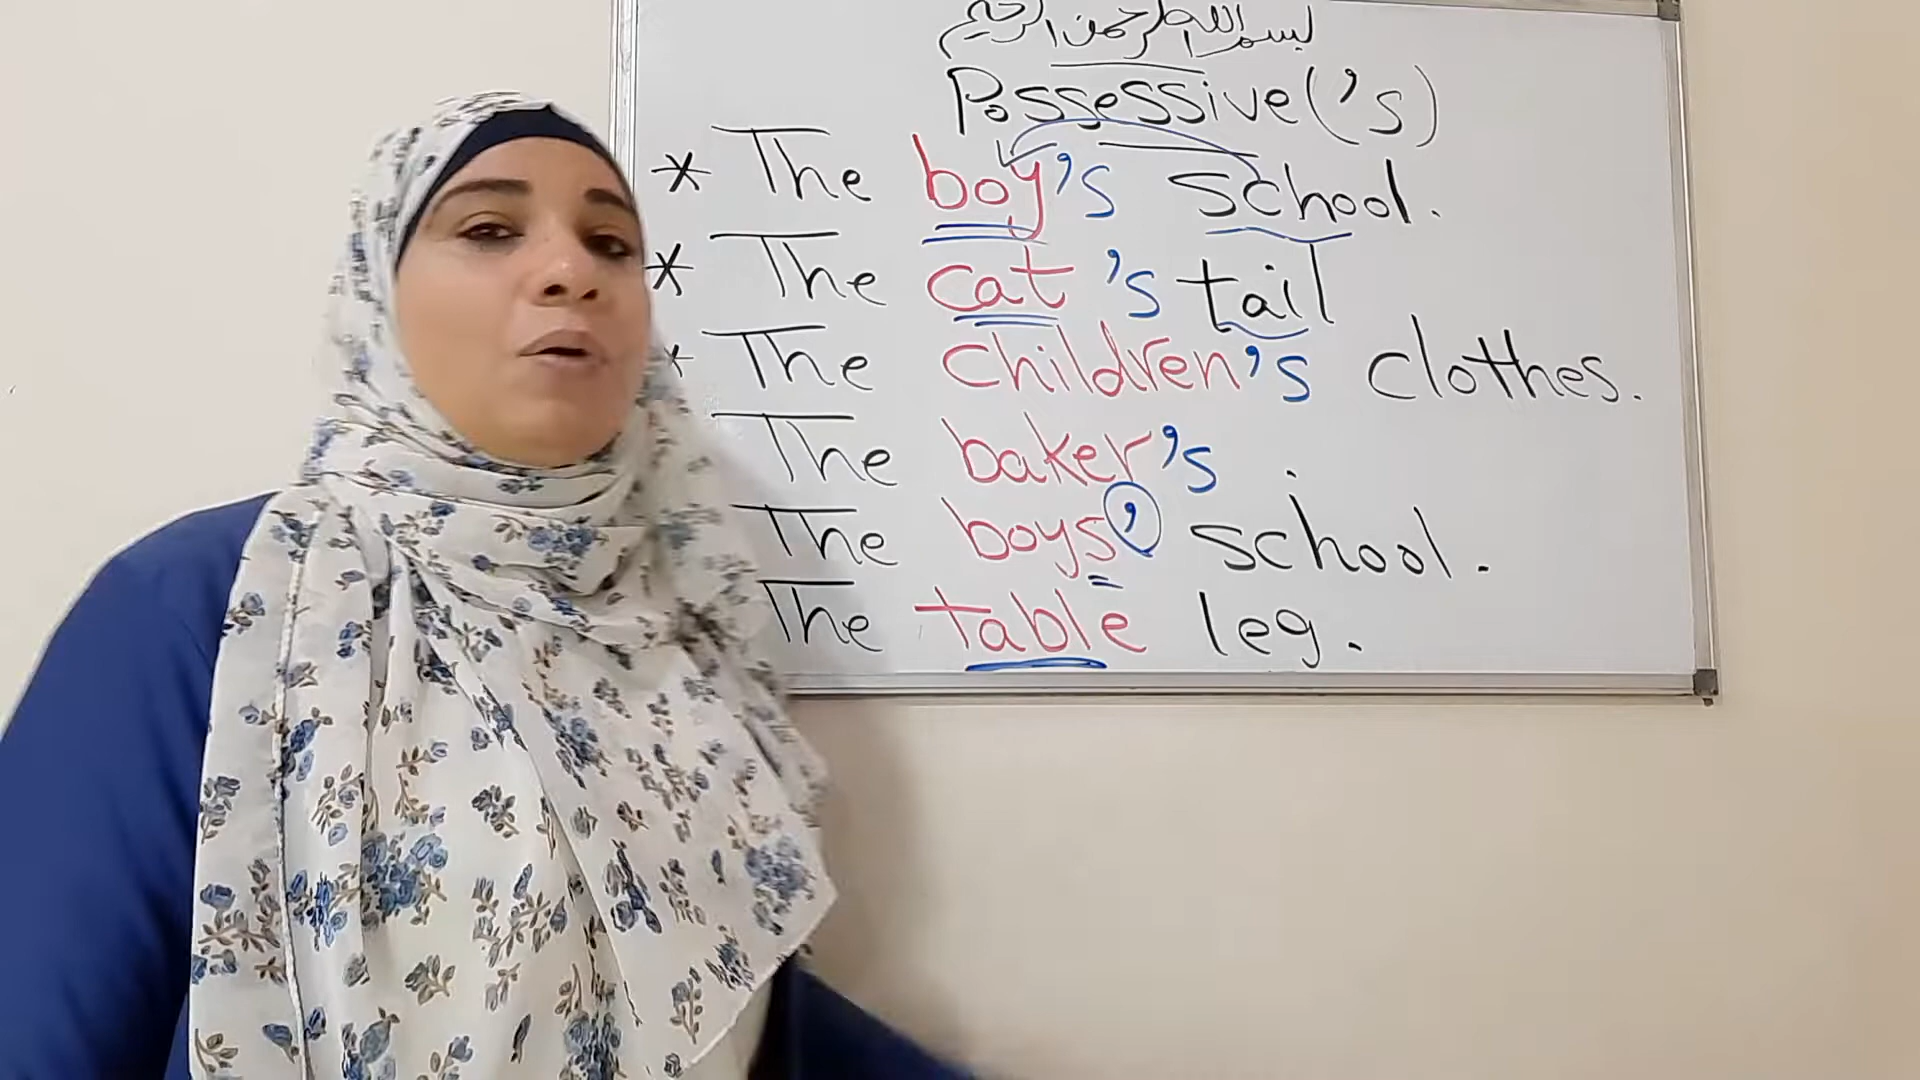 بسم الله الرحمن الرحيم
Possessive('s)
* The boy's school.
* The cat's tail
* The children's clothes.
The baker's.
The boys' school.
The table leg.